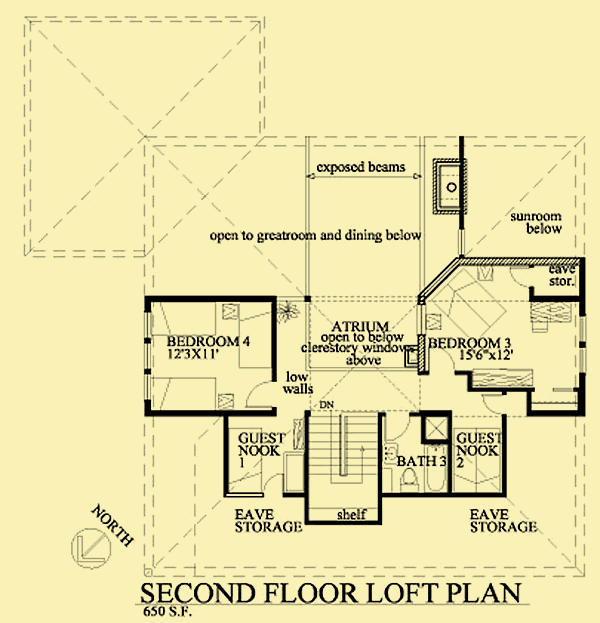 exposed beams
sunroom
below
open to greatroom and dining below
eave
stor.
ATRIUM
open to below
clerestory windows
above
BEDROOM 4
12'3X11'
BEDROOM 3
15'6"x12'
low
walls
DN
GUEST
NOOK
1
BATH 3
GUEST
NOOK
2
shelf
EAVE
STORAGE
EAVE
STORAGE
NORTH
SECOND FLOOR LOFT PLAN
650 S.F.